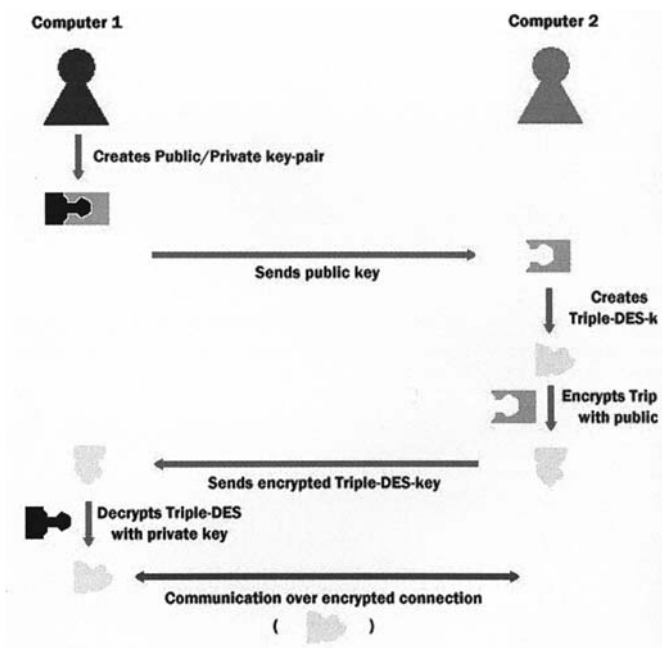 Computer 1
Computer 2
Creates Public/Private key-pair
Sends public key
Creates
Triple-DES-k
Encrypts Trip
with public
Sends encrypted Triple-DES-key
Decrypts Triple-DES
with private key
Communication over encrypted connection
( )